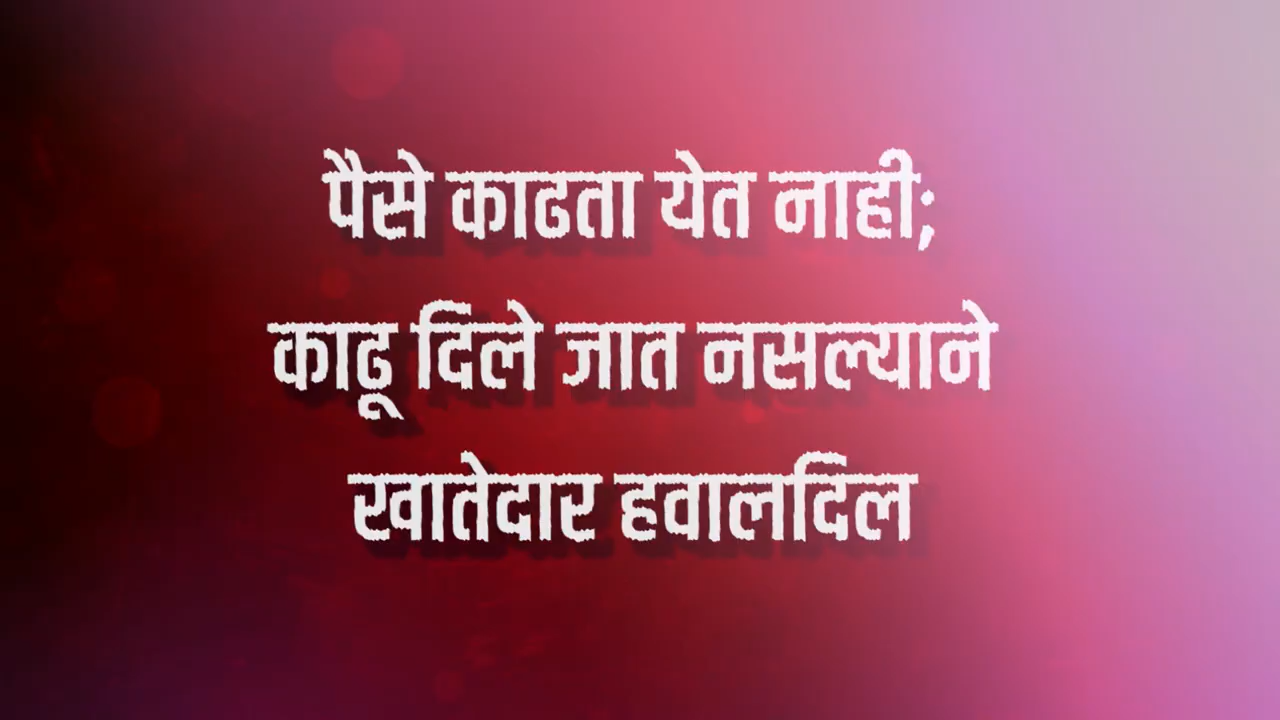 पैसे काढता येत नाही;
काढू दिले जात नसल्याने
खातेदार हवालदिल